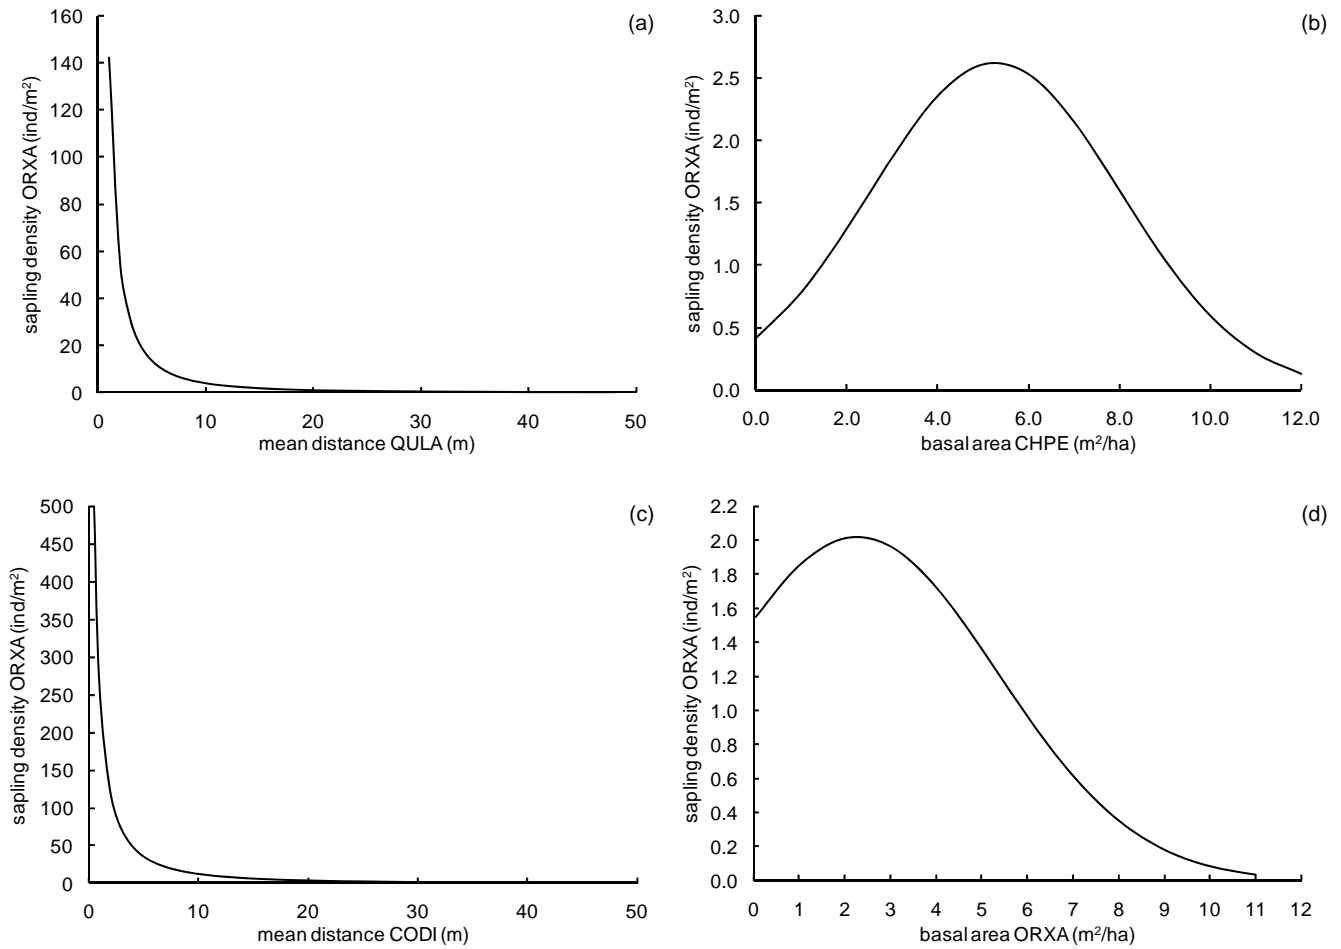 (a)
sapling density ORXA (ind/m²)
160
140
120
100
80
60
40
20
0
0 10 20 30 40 50
mean distance QULA (m)
(b)
sapling density ORXA (ind/m²)
3.0
2.5
2.0
1.5
1.0
0.5
0.0
0.0 2.0 4.0 6.0 8.0 10.0 12.0
basal area CHPE (m²/ha)
(c)
sapling density ORXA (ind/m²)
500
450
400
350
300
250
200
150
100
50
0
0 10 20 30 40 50
mean distance CODI (m)
(d)
sapling density ORXA (ind/m²)
2.2
2.0
1.8
1.6
1.4
1.2
1.0
0.8
0.6
0.4
0.2
0.0
0 1 2 3 4 5 6 7 8 9 10 11 12
basal area ORXA (m²/ha)